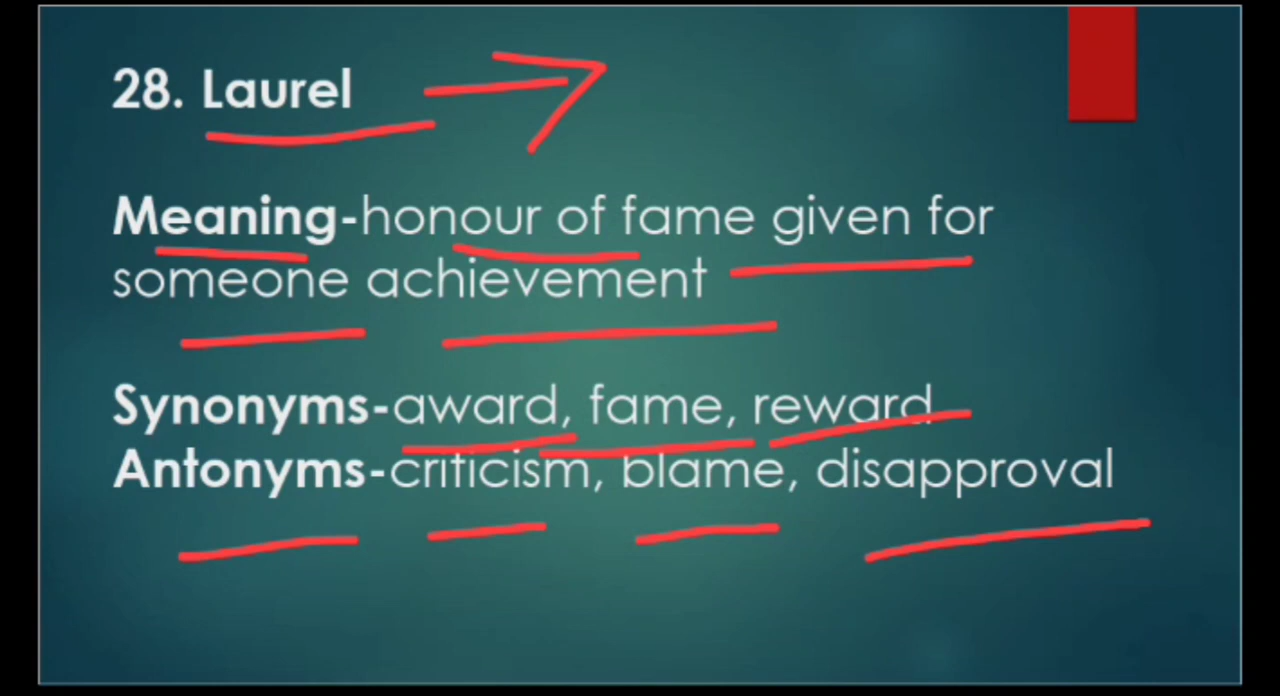 28. Laurel
Meaning-honour of fame given for
someone achievement
Synonyms-award, fame, reward
Antonyms-criticism, blame, disapproval